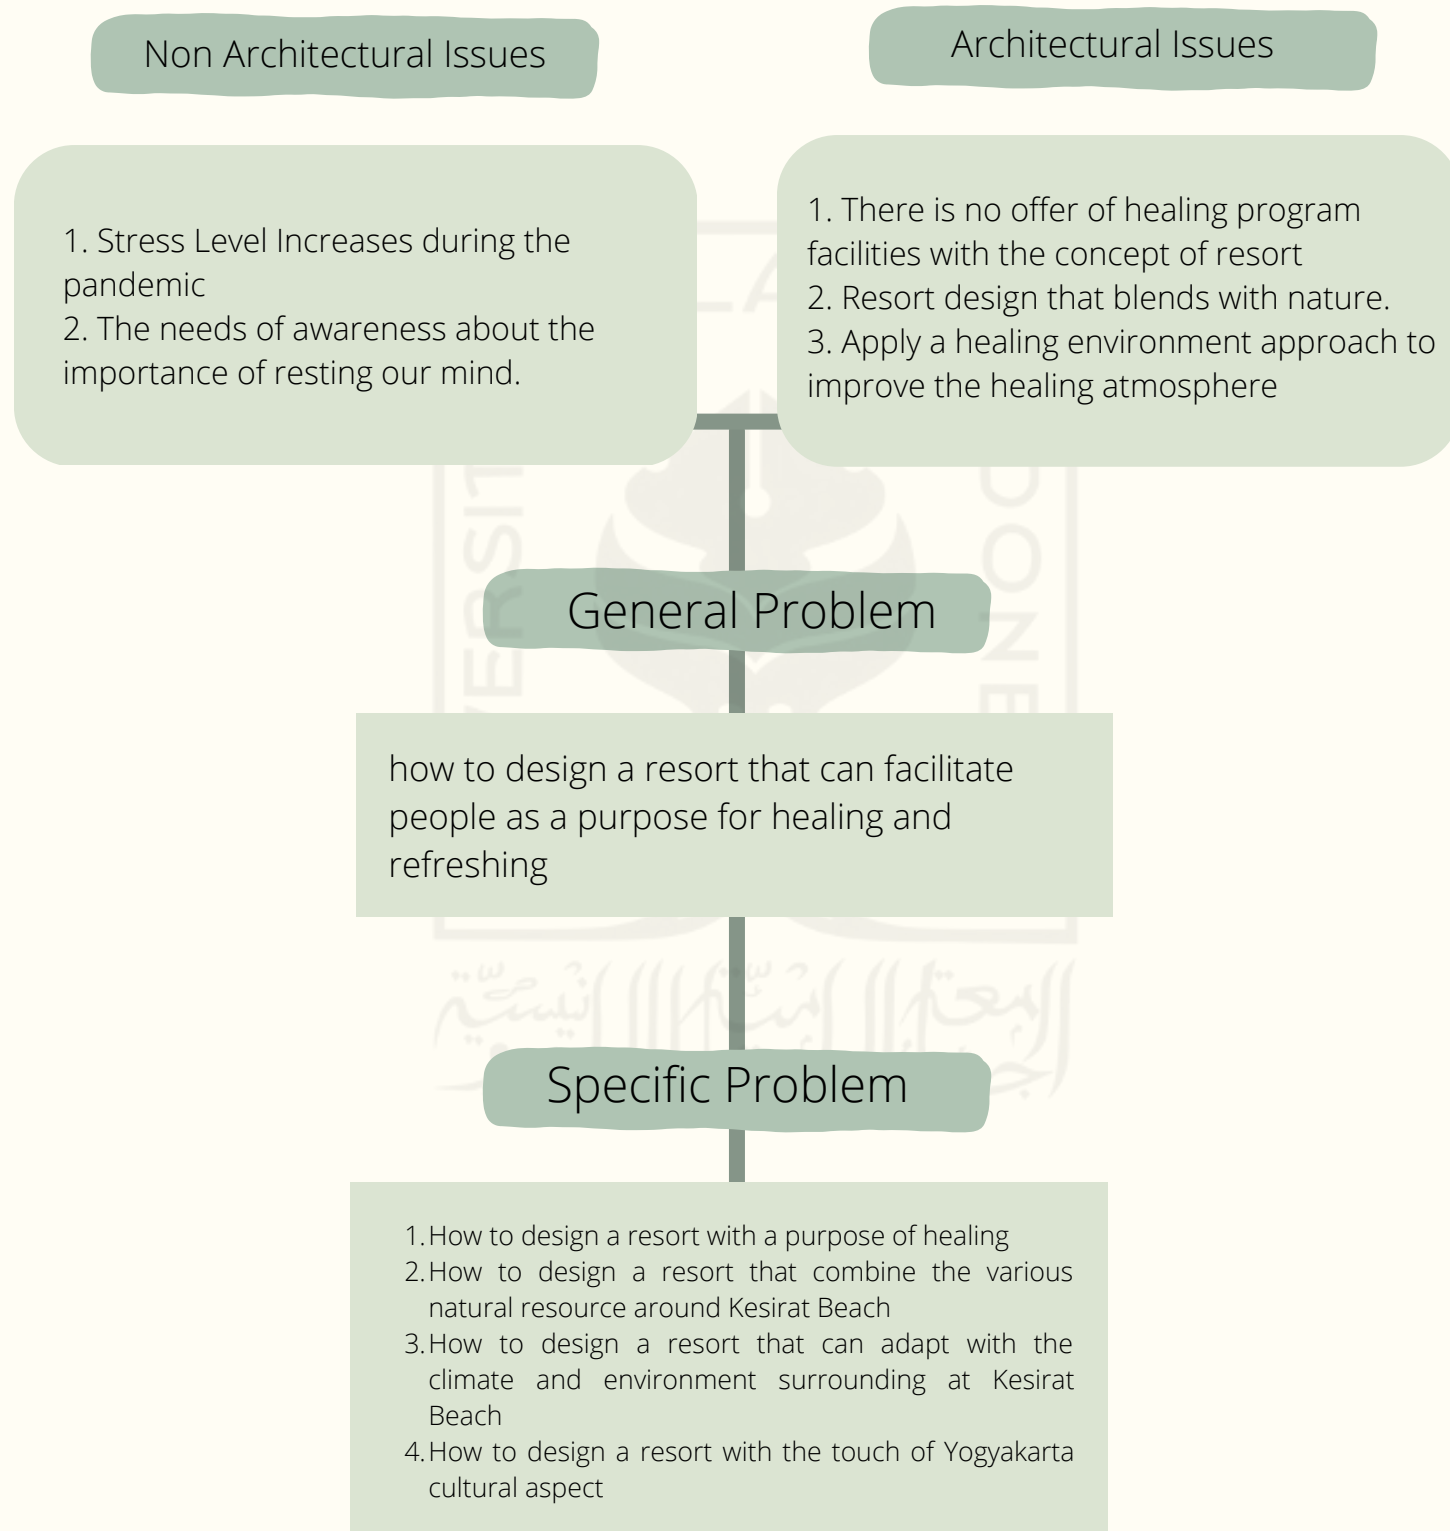 Non Architectural Issues
Architectural Issues
1. Stress Level Increases during the
pandemic
2. The needs of awareness about the
importance of resting our mind.
1. There is no offer of healing program
facilities with the concept of resort
2. Resort design that blends with nature.
3. Apply a healing environment approach to
improve the healing atmosphere
General Problem
how to design a resort that can facilitate
people as a purpose for healing and
refreshing
Specific Problem
1. How to design a resort with a purpose of healing
2. How to design a resort that combine the various
natural resource around Kesirat Beach
3. How to design a resort that can adapt with the
climate and environment surrounding at Kesirat
Beach
4. How to design a resort with the touch of Yogyakarta
cultural aspect